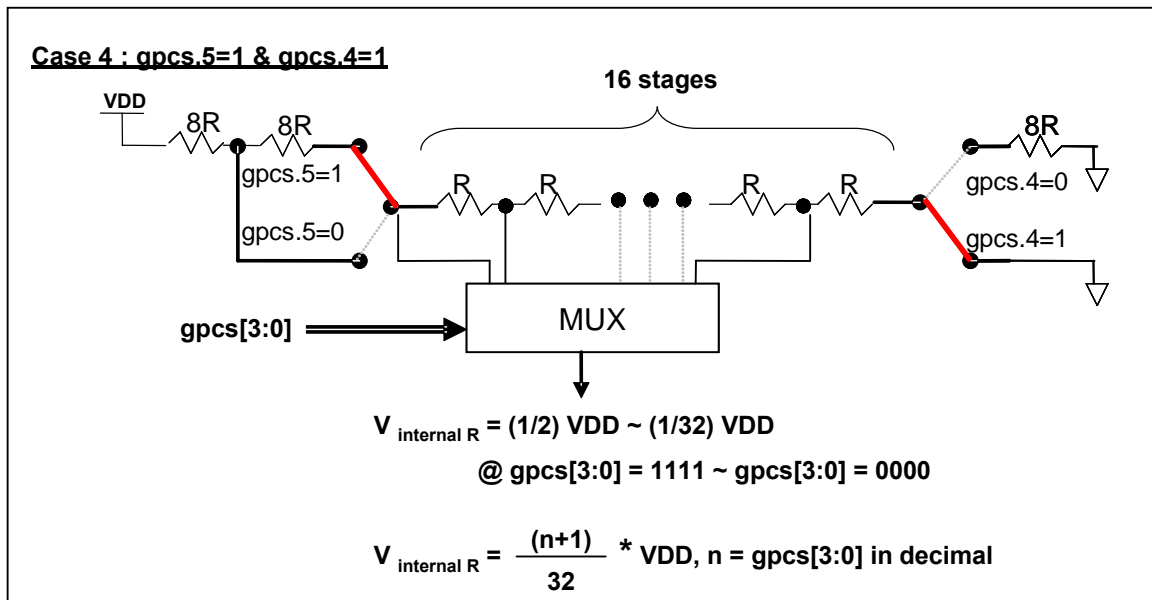 Case 4 : gpcs.5=1 & gpcs.4=1
16 stages
VDD
8R
8R
8R
gpcs.5=1
R
R
R
R
gpcs.4=0
gpcs.5=0
gpcs.4=1
gpcs[3:0]
MUX
V internal R = (1/2) VDD ~ (1/32) VDD
@ gpcs[3:0] = 1111 ~ gpcs[3:0] = 0000
V internal R = (n+1) / 32 * VDD, n = gpcs[3:0] in decimal